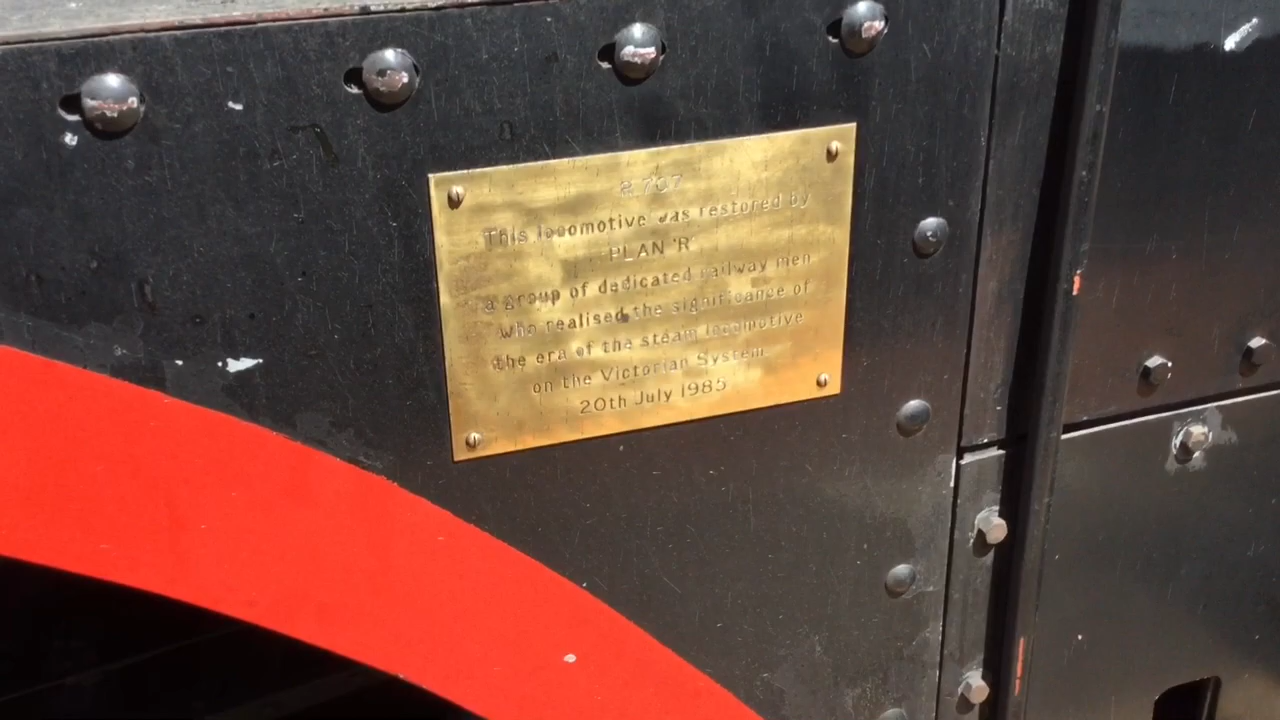 R 707
This locomotive was restored by
PLAN 'R'
a group of dedicated railway men
who realised the significance of
the era of the steam locomotive
on the Victorian System.
20th July 1985